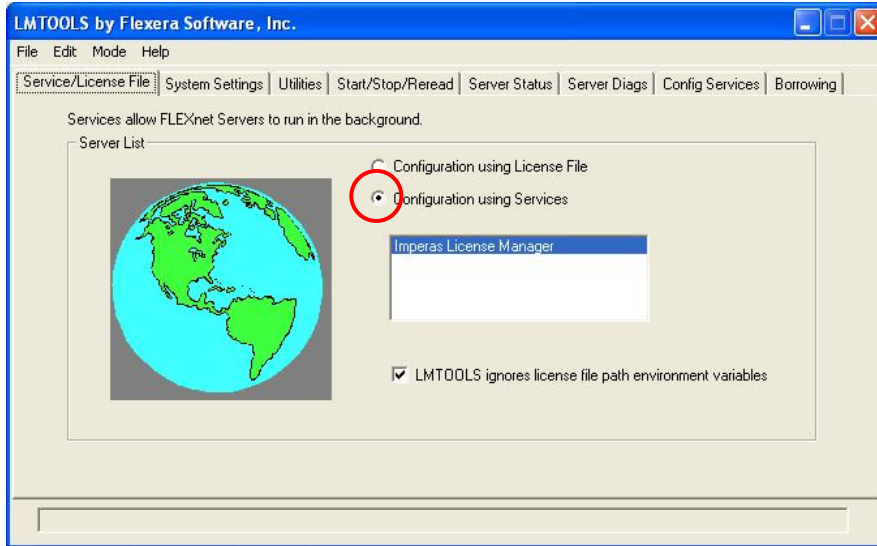 LMTOOLS by Flexera Software, Inc.
File Edit Mode Help
Service/License File System Settings Utilities Start/Stop/Reread Server Status Server Diags Config Services Borrowing
Services allow FLEXnet Servers to run in the background.
Server List
Configuration using License File
Configuration using Services
Imperas License Manager
LMTOOLS ignores license file path environment variables